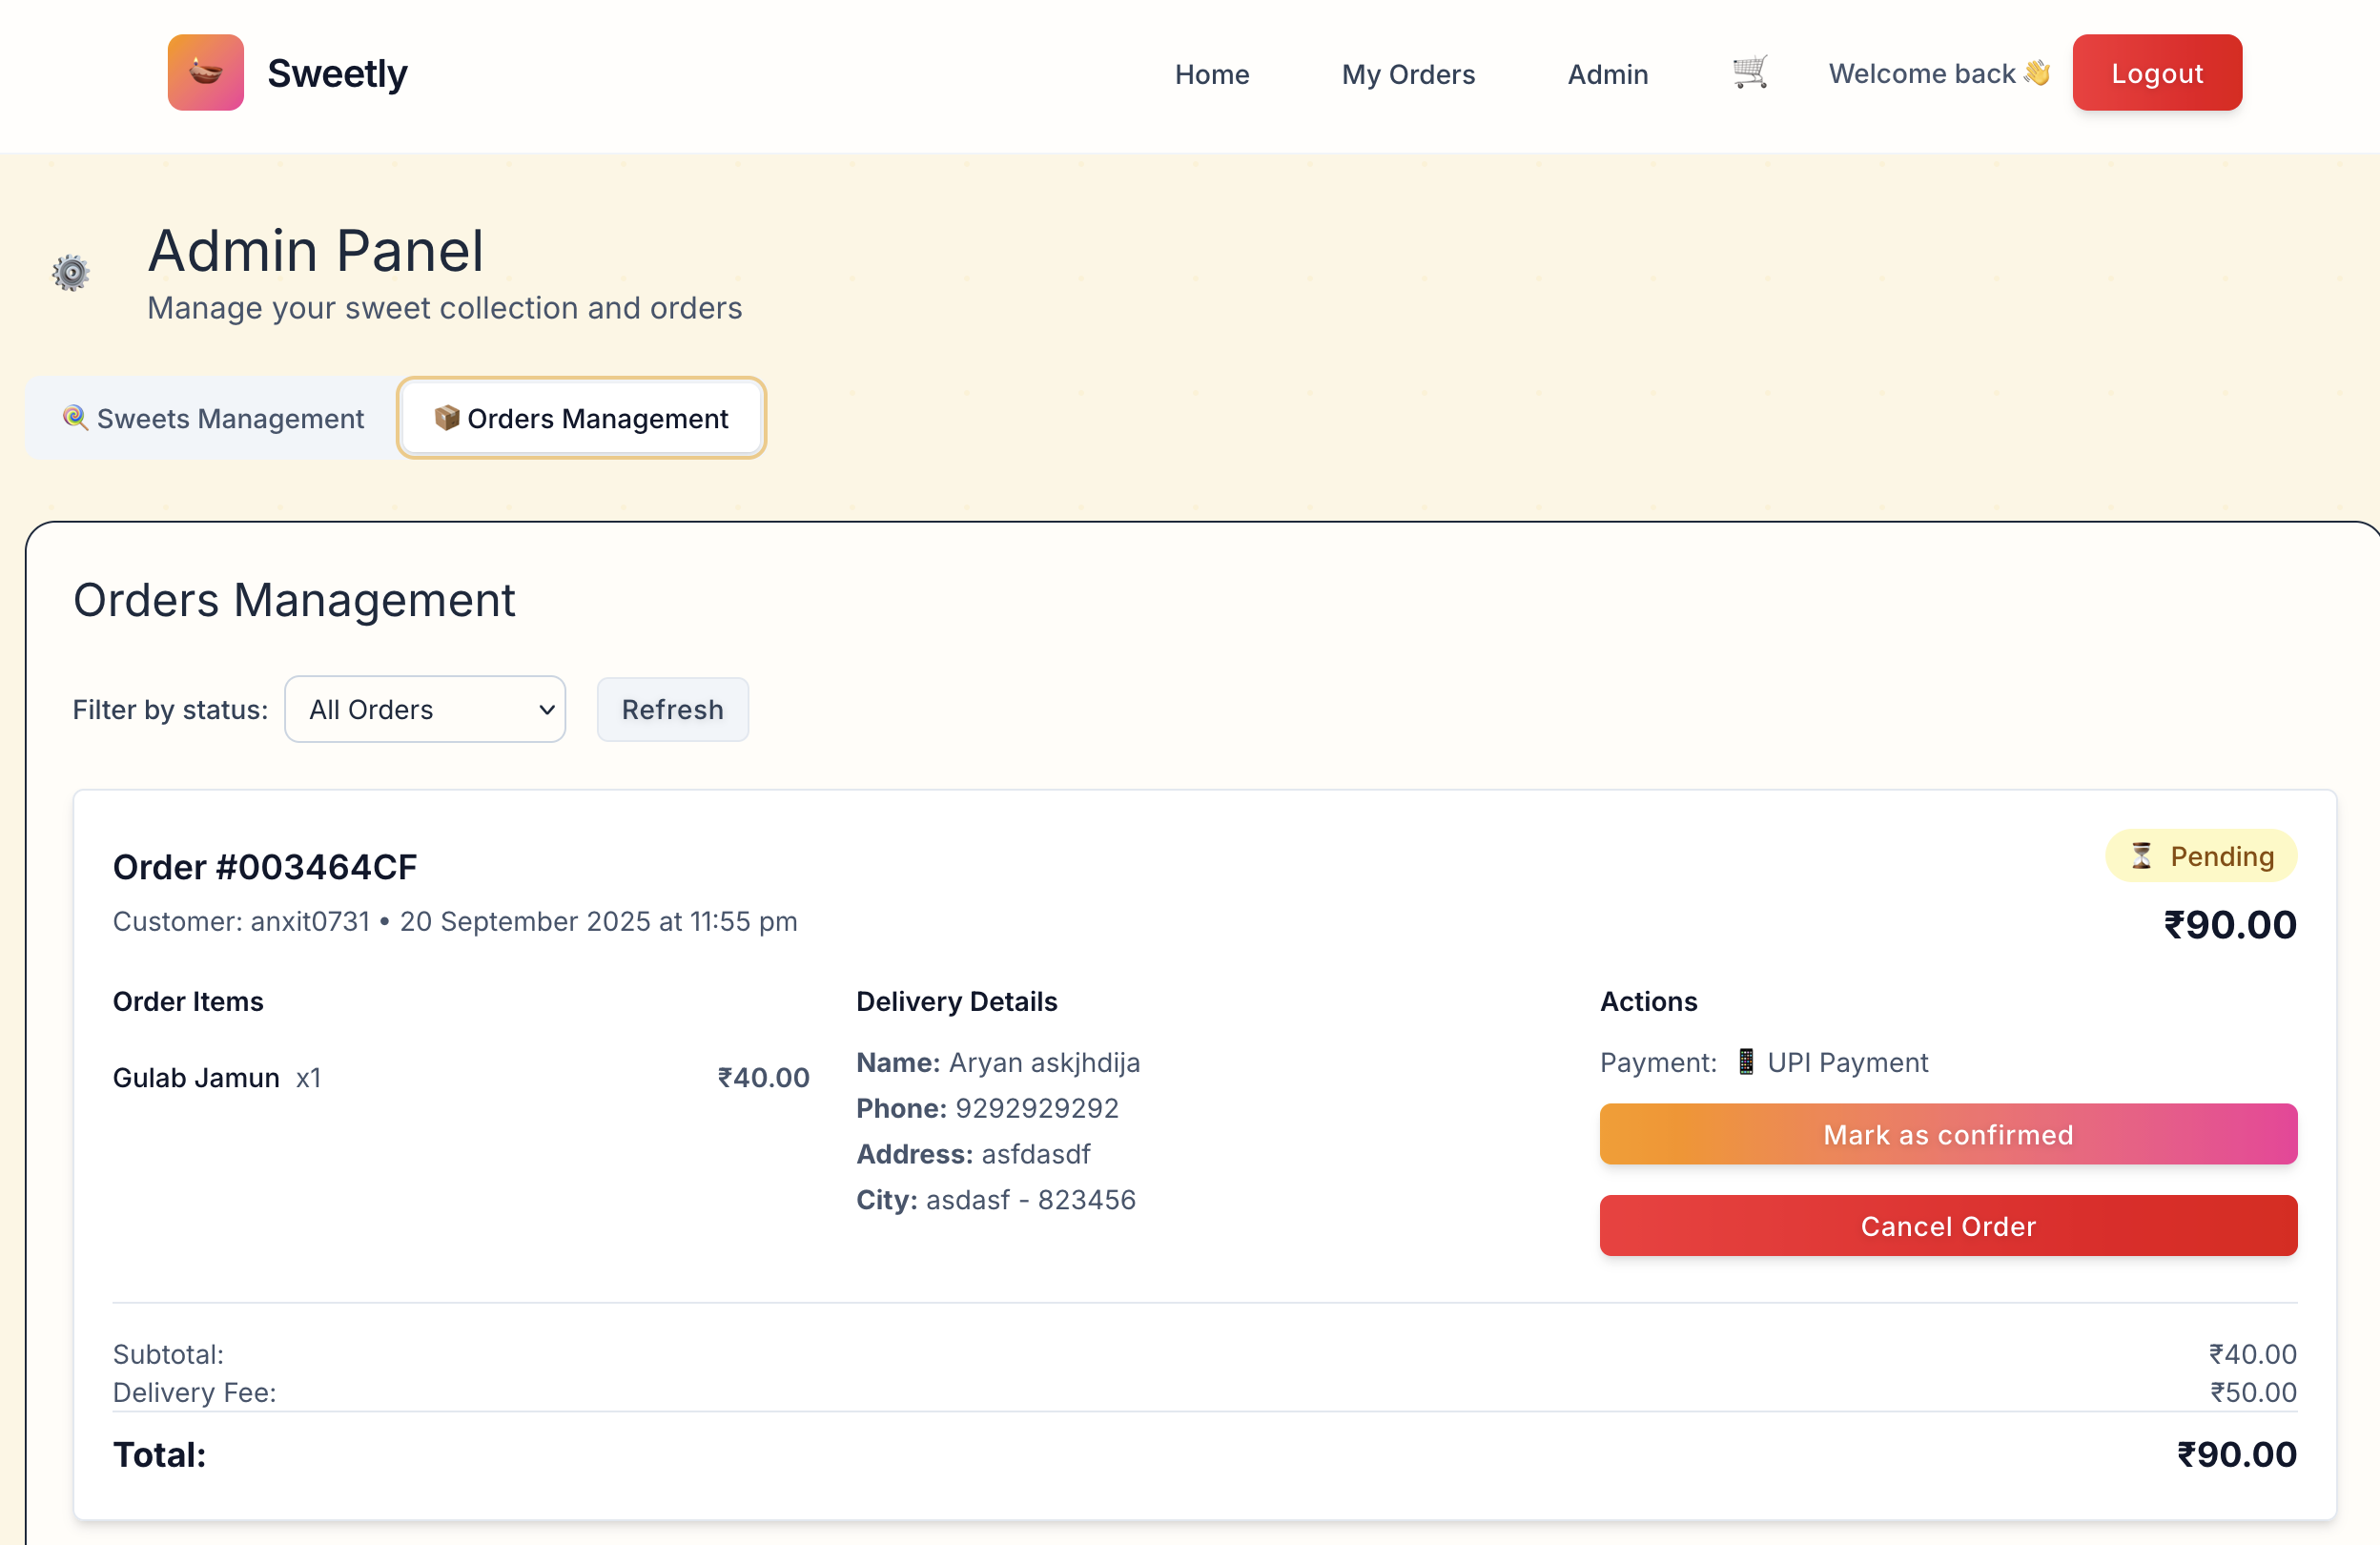 Sweetly Home My Orders Admin 🛒 Welcome back 👋 Logout
Admin Panel
Manage your sweet collection and orders
🍭 Sweets Management 📦 Orders Management
Orders Management
Filter by status: All Orders Refresh
Order #003464CF ⏳ Pending
Customer: anxit0731 • 20 September 2025 at 11:55 pm ₹90.00
Order Items
Gulab Jamun x1 ₹40.00
Delivery Details
Name: Aryan askjhdija
Phone: 9292929292
Address: asfdasdf
City: asdasf - 823456
Actions
Payment: 📱 UPI Payment
Mark as confirmed
Cancel Order
Subtotal: ₹40.00
Delivery Fee: ₹50.00
Total: ₹90.00